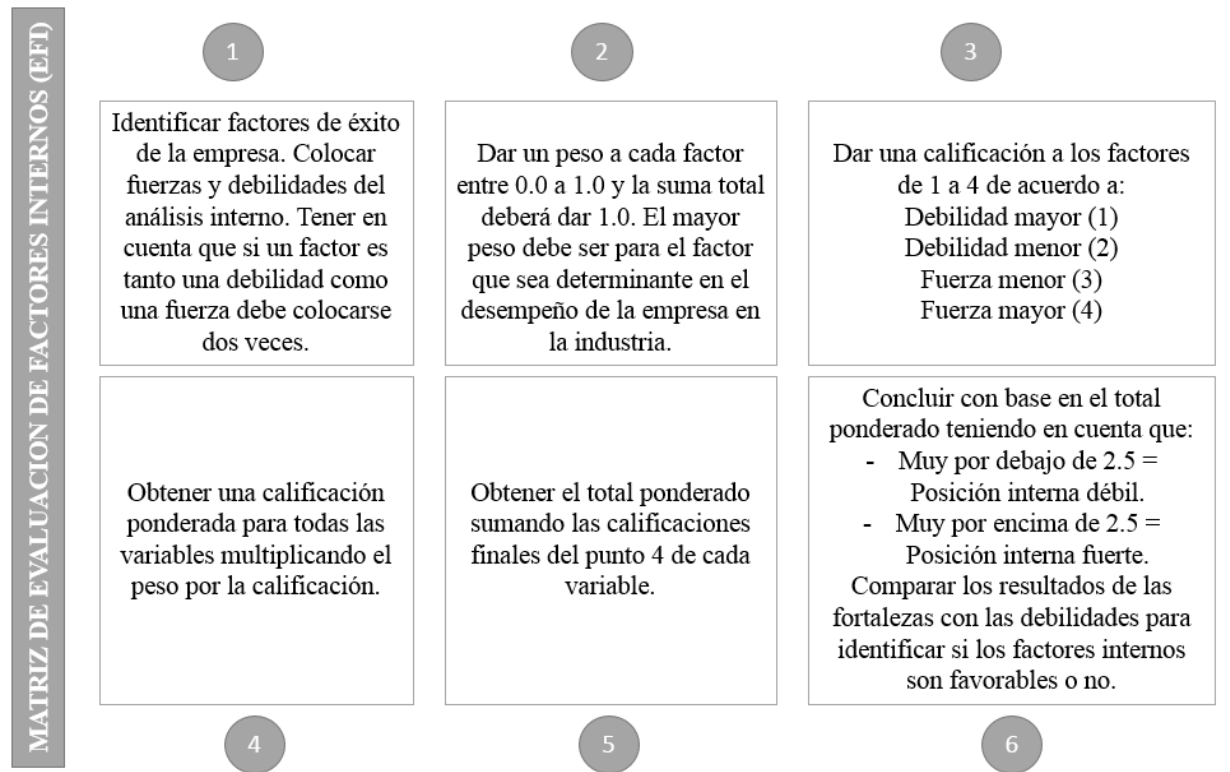 MATRIZ DE EVALUACION DE FACTORES INTERNOS (EFI)
1
Identificar factores de éxito
de la empresa. Colocar
fuerzas y debilidades del
análisis interno. Tener en
cuenta que si un factor es
tanto una debilidad como
una fuerza debe colocarse
dos veces.
2
Dar un peso a cada factor
entre 0.0 a 1.0 y la suma total
deberá dar 1.0. El mayor
peso debe ser para el factor
que sea determinante en el
desempeño de la empresa en
la industria.
3
Dar una calificación a los factores
de 1 a 4 de acuerdo a:
Debilidad mayor (1)
Debilidad menor (2)
Fuerza menor (3)
Fuerza mayor (4)
Obtener una calificación
ponderada para todas las
variables multiplicando el
peso por la calificación.
4
Obtener el total ponderado
sumando las calificaciones
finales del punto 4 de cada
variable.
5
Concluir con base en el total
ponderado teniendo en cuenta que:
- Muy por debajo de 2.5 =
Posición interna débil.
- Muy por encima de 2.5 =
Posición interna fuerte.
Comparar los resultados de las
fortalezas con las debilidades para
identificar si los factores internos
son favorables o no.
6